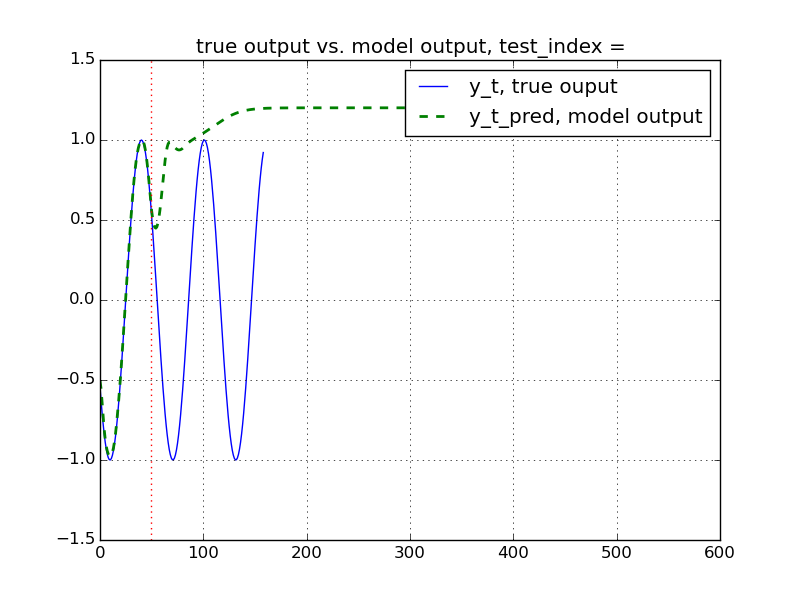 true output vs. model output, test_index =
y_t, true ouput
y_t_pred, model output
1.5
1.0
0.5
0.0
−0.5
−1.0
−1.5
0 100 200 300 400 500 600